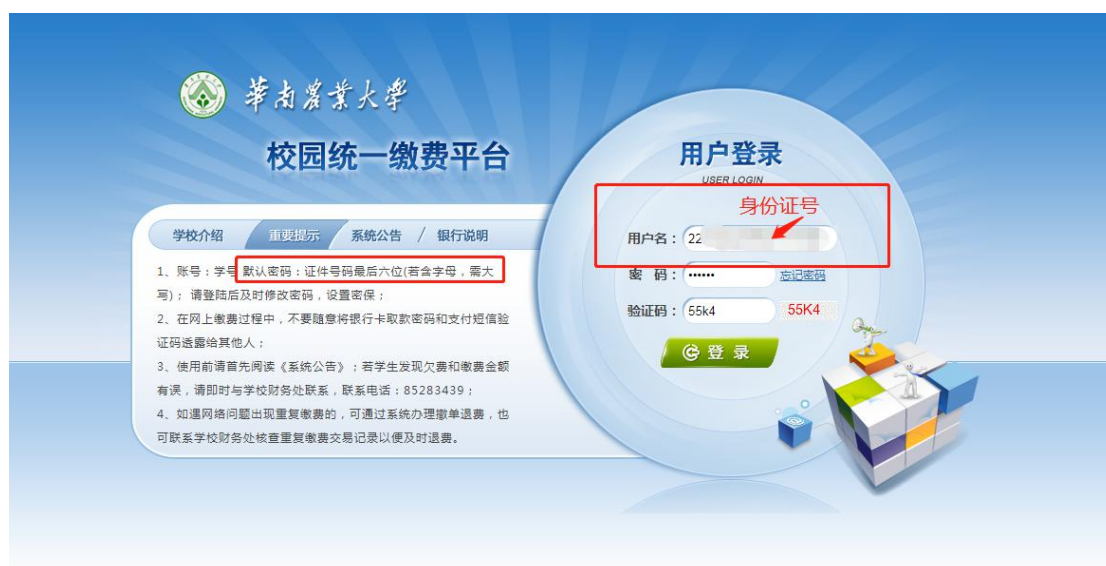 華南農業大學
校园统一缴费平台
学校介绍 重要提示 系统公告 / 银行说明
1、账号：学号 默认密码：证件号码最后六位(若含字母，需大
写)； 请登陆后及时修改密码，设置密保；
2、在网上缴费过程中，不要随意将银行卡取款密码和支付短信验
证码透露给其他人；
3、使用前请首先阅读《系统公告》；若学生发现欠费和缴费金额
有误，请即时与学校财务处联系，联系电话：85283439；
4、如遇网络问题出现重复缴费的，可通过系统办理撤单退费，也
可联系学校财务处核查重复缴费交易记录以便及时退费。
用户登录
USER LOGIN
身份证号
用户名： 22
密 码： •••••• 忘记密码
验证码： 55k4 55K4
登 录